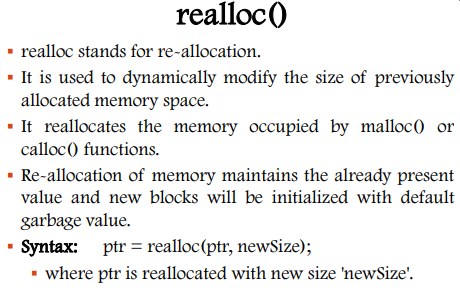 realloc()
▪ realloc stands for re-allocation.
▪ It is used to dynamically modify the size of previously
allocated memory space.
▪ It reallocates the memory occupied by malloc() or
calloc() functions.
▪ Re-allocation of memory maintains the already present
value and new blocks will be initialized with default
garbage value.
▪ Syntax: ptr = realloc(ptr, newSize);
▪ where ptr is reallocated with new size 'newSize'.